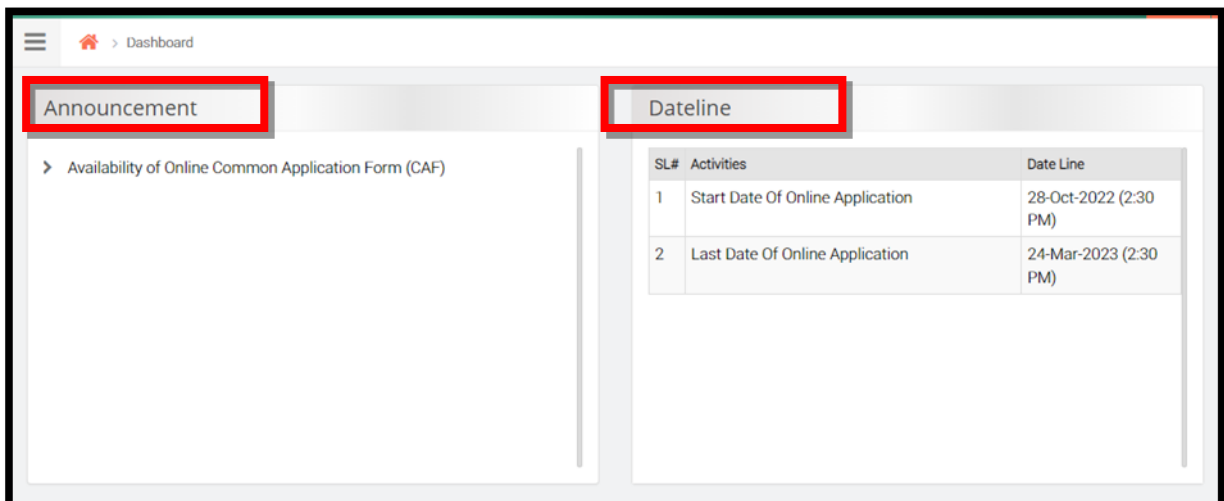 > Dashboard
Announcement
> Availability of Online Common Application Form (CAF)
Dateline
SL# Activities Date Line
1 Start Date Of Online Application 28-Oct-2022 (2:30
PM)
2 Last Date Of Online Application 24-Mar-2023 (2:30
PM)